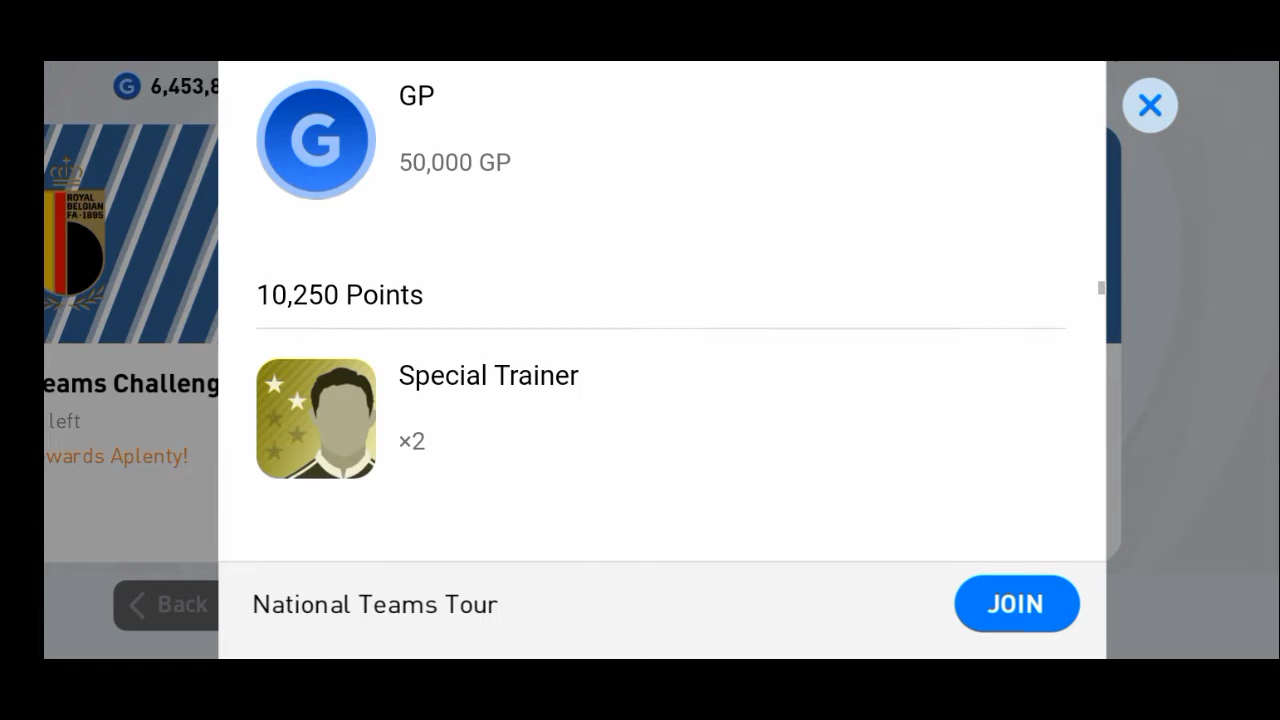 6,453,8
GP
50,000 GP
ROYAL
BELGIAN
FA·1895
10,250 Points
eams Challeng
left
wards Aplenty!
Special Trainer
×2
Back
National Teams Tour
JOIN